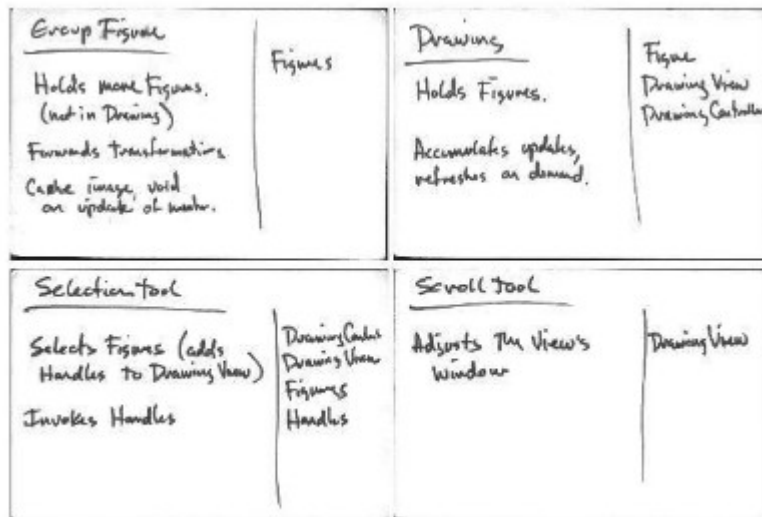 Group Figure
Holds more Figures.
(not in Drawing)
Forwards transformations
Cache image, void
on update of member.
Figures
Drawing
Holds Figures.
Accumulates updates,
refreshes on demand.
Figure
Drawing View
Drawing Controller
Selection tool
Selects Figures (adds
Handles to Drawing View)
Invokes Handles
Drawing
Drawing View
Figures
Handles
Scroll tool
Adjusts The View's
Window
Drawing View